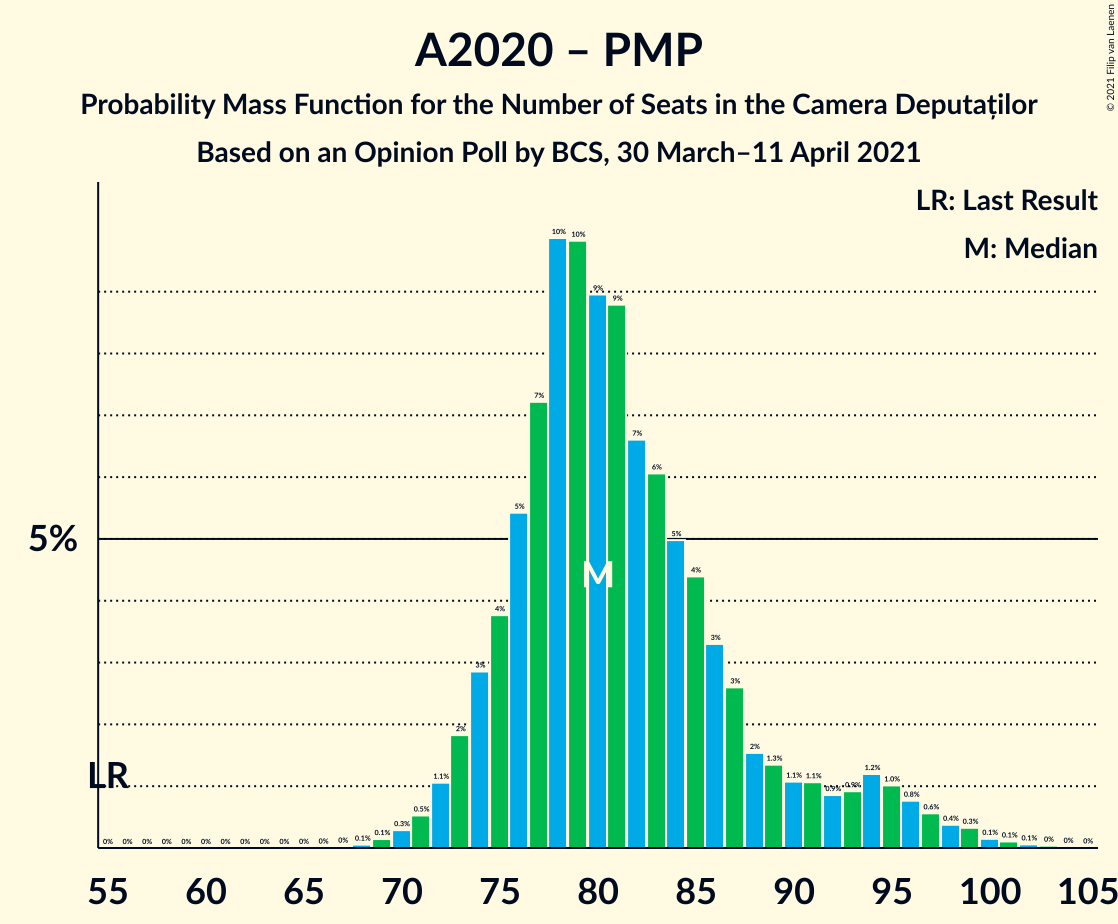 A2020 – PMP
Probability Mass Function for the Number of Seats in the Camera Deputaților
Based on an Opinion Poll by BCS, 30 March–11 April 2021
© 2021 Filip van Laenen
LR: Last Result
M: Median
5%
LR
M
0% 0% 0% 0% 0% 0% 0% 0% 0% 0% 0% 0% 0% 0.1% 0.1% 0.3% 0.5% 1.1% 2% 3% 4% 5% 7% 10% 10% 9% 9% 7% 6% 5% 4% 3% 3% 2% 1.3% 1.1% 1.1% 0.9% 0.9% 1.2% 1.0% 0.8% 0.6% 0.4% 0.3% 0.1% 0.1% 0.1% 0% 0% 0%
55 60 65 70 75 80 85 90 95 100 105